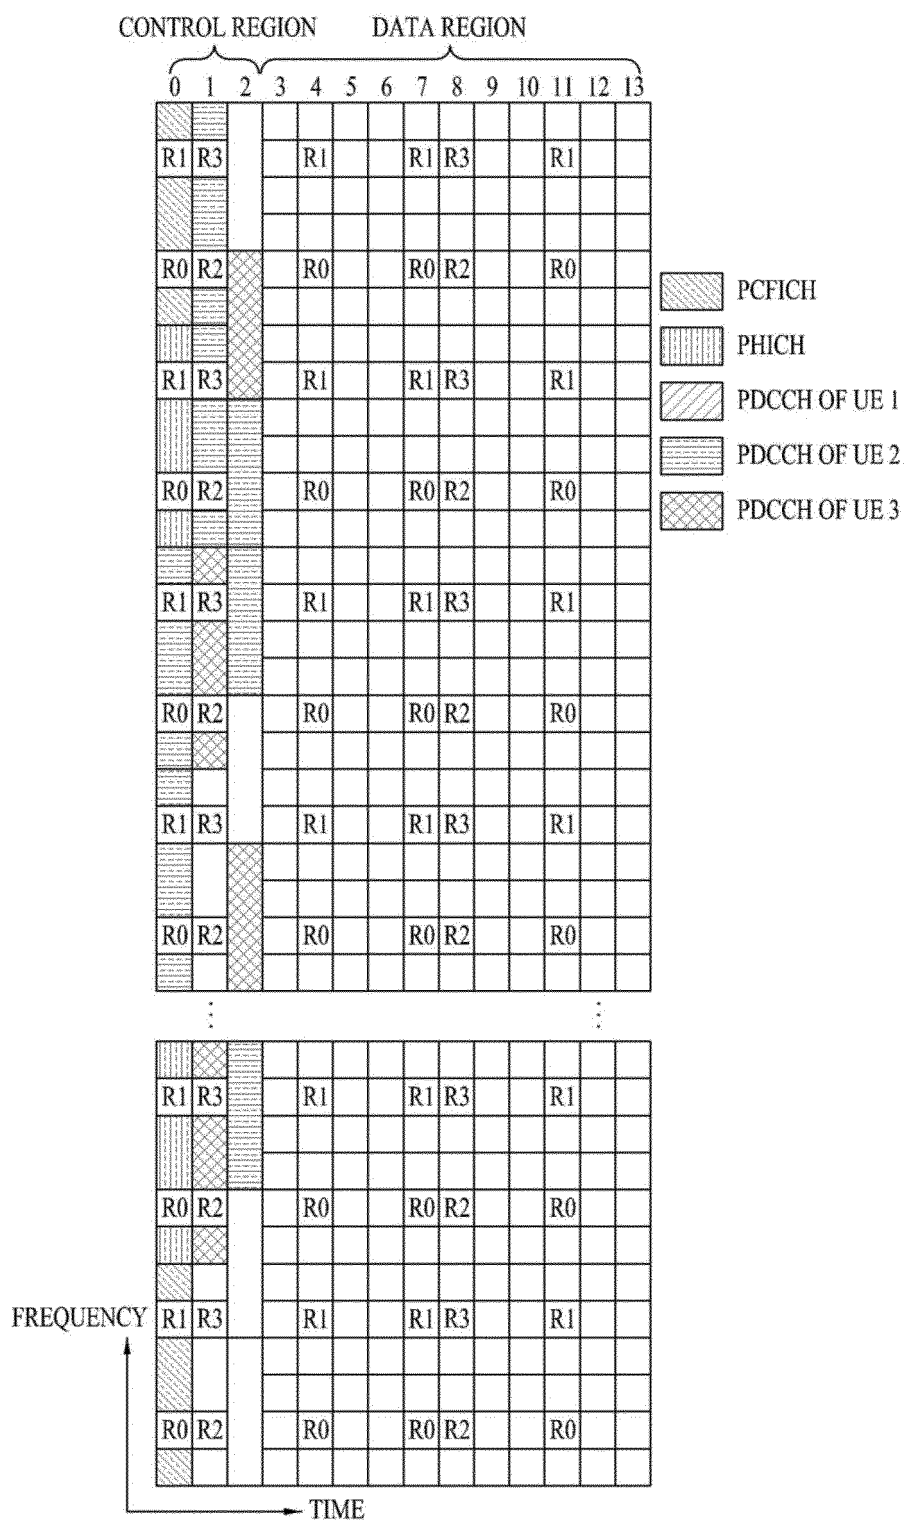 CONTROL REGION DATA REGION
0 1 2 3 4 5 6 7 8 9 10 11 12 13
R1 R3 R1 R1 R3 R1
R0 R2 R0 R0 R2 R0
PCFICH
PHICH
R1 R3 R1 R1 R3 R1
PDCCH OF UE 1
PDCCH OF UE 2
R0 R2 R0 R0 R2 R0
PDCCH OF UE 3
R1 R3 R1 R1 R3 R1
R0 R2 R0 R0 R2 R0
R1 R3 R1 R1 R3 R1
R0 R2 R0 R0 R2 R0
R1 R3 R1 R1 R3 R1
R0 R2 R0 R0 R2 R0
FREQUENCY R1 R3 R1 R1 R3 R1
R0 R2 R0 R0 R2 R0
TIME